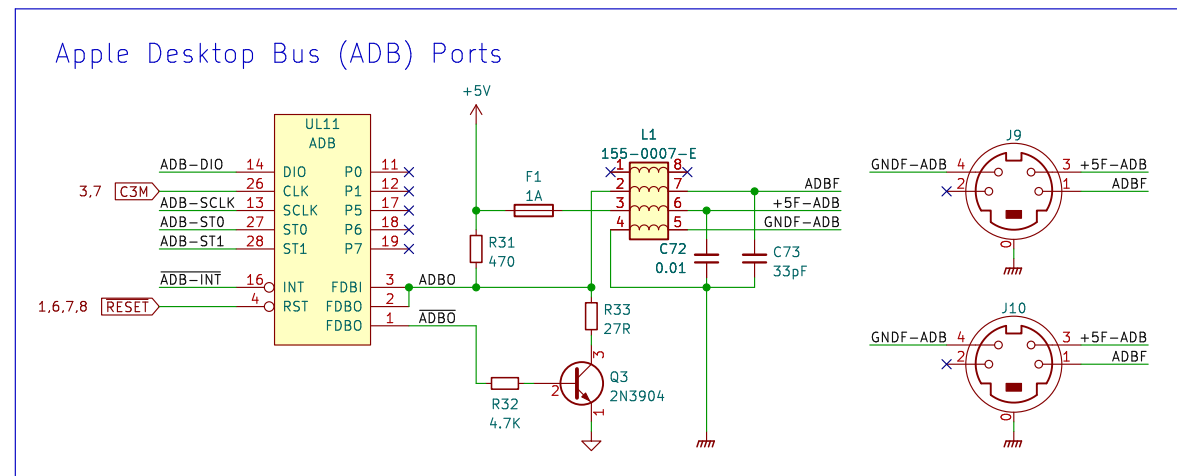 Apple Desktop Bus (ADB) Ports
+5V
UL11
ADB
ADB-DIO 14 DIO P0 11
3,7 C3M 26 CLK P1 12
ADB-SCLK 13 SCLK P5 17
ADB-ST0 27 ST0 P6 18
ADB-ST1 28 ST1 P7 19
ADB-INT 16 INT FDBI 3 ADBO
1,6,7,8 RESET 4 RST FDBO 2
FDBO 1 ADBO
F1
1A
R31
470
L1
155-0007-E
1 8
2 7 ADBF
3 6 +5F-ADB
4 5 GNDF-ADB
C72
0.01
C73
33pF
R33
27R
3
Q3
2N3904
2
1
R32
4.7K
J9
GNDF-ADB 4 3 +5F-ADB
2 1 ADBF
0
J10
GNDF-ADB 4 3 +5F-ADB
2 1 ADBF
0